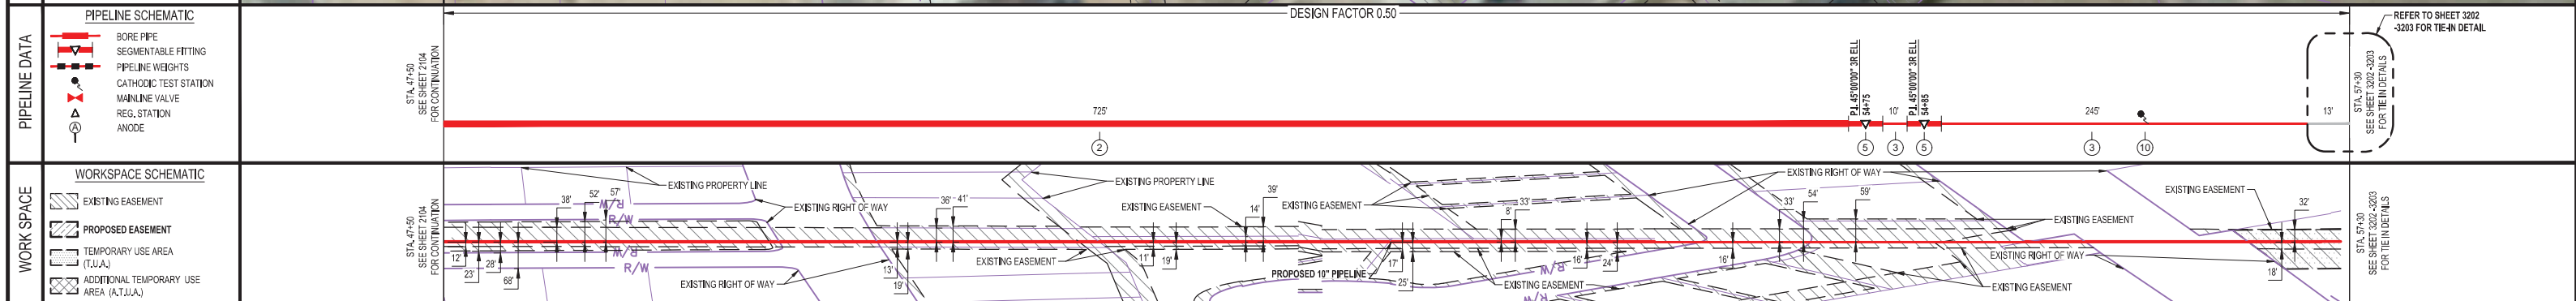 PIPELINE DATA
PIPELINE SCHEMATIC
BORE PIPE
SEGMENTABLE FITTING
PIPELINE WEIGHTS
CATHODIC TEST STATION
MAINLINE VALVE
REG. STATION
A
ANODE
DESIGN FACTOR 0.50
STA. 47+50
SEE SHEET 2104
FOR CONTINUATION
725'
2
P.I. 45°00'00" 3R ELL
54+75
5
10'
3
P.I. 45°00'00" 3R ELL
54+85
5
245'
3
10
13'
REFER TO SHEET 3202
-3203 FOR TIE-IN DETAIL
STA. 57+30
SEE SHEET 3202 -3203
FOR TIE IN DETAILS
WORK SPACE
WORKSPACE SCHEMATIC
EXISTING EASEMENT
PROPOSED EASEMENT
TEMPORARY USE AREA
(T.U.A.)
ADDITIONAL TEMPORARY USE
AREA (A.T.U.A.)
STA. 47+50
SEE SHEET 2104
FOR CONTINUATION
12'
23'
28'
68'
38'
52'
57'
R/W
R/W
R/W
R/W
EXISTING PROPERTY LINE
EXISTING RIGHT OF WAY
EXISTING RIGHT OF WAY
13'
19'
36'
41'
EXISTING EASEMENT
EXISTING PROPERTY LINE
EXISTING EASEMENT
11'
19'
14'
39'
EXISTING EASEMENT
PROPOSED 10" PIPELINE
17'
25'
8'
33'
R/W
R/W
EXISTING EASEMENT
16'
24'
EXISTING RIGHT OF WAY
16'
33'
54'
59'
EXISTING EASEMENT
EXISTING EASEMENT
EXISTING RIGHT OF WAY
EXISTING EASEMENT
18'
32'
STA. 57+30
SEE SHEET 3202 -3203
FOR TIE IN DETAILS